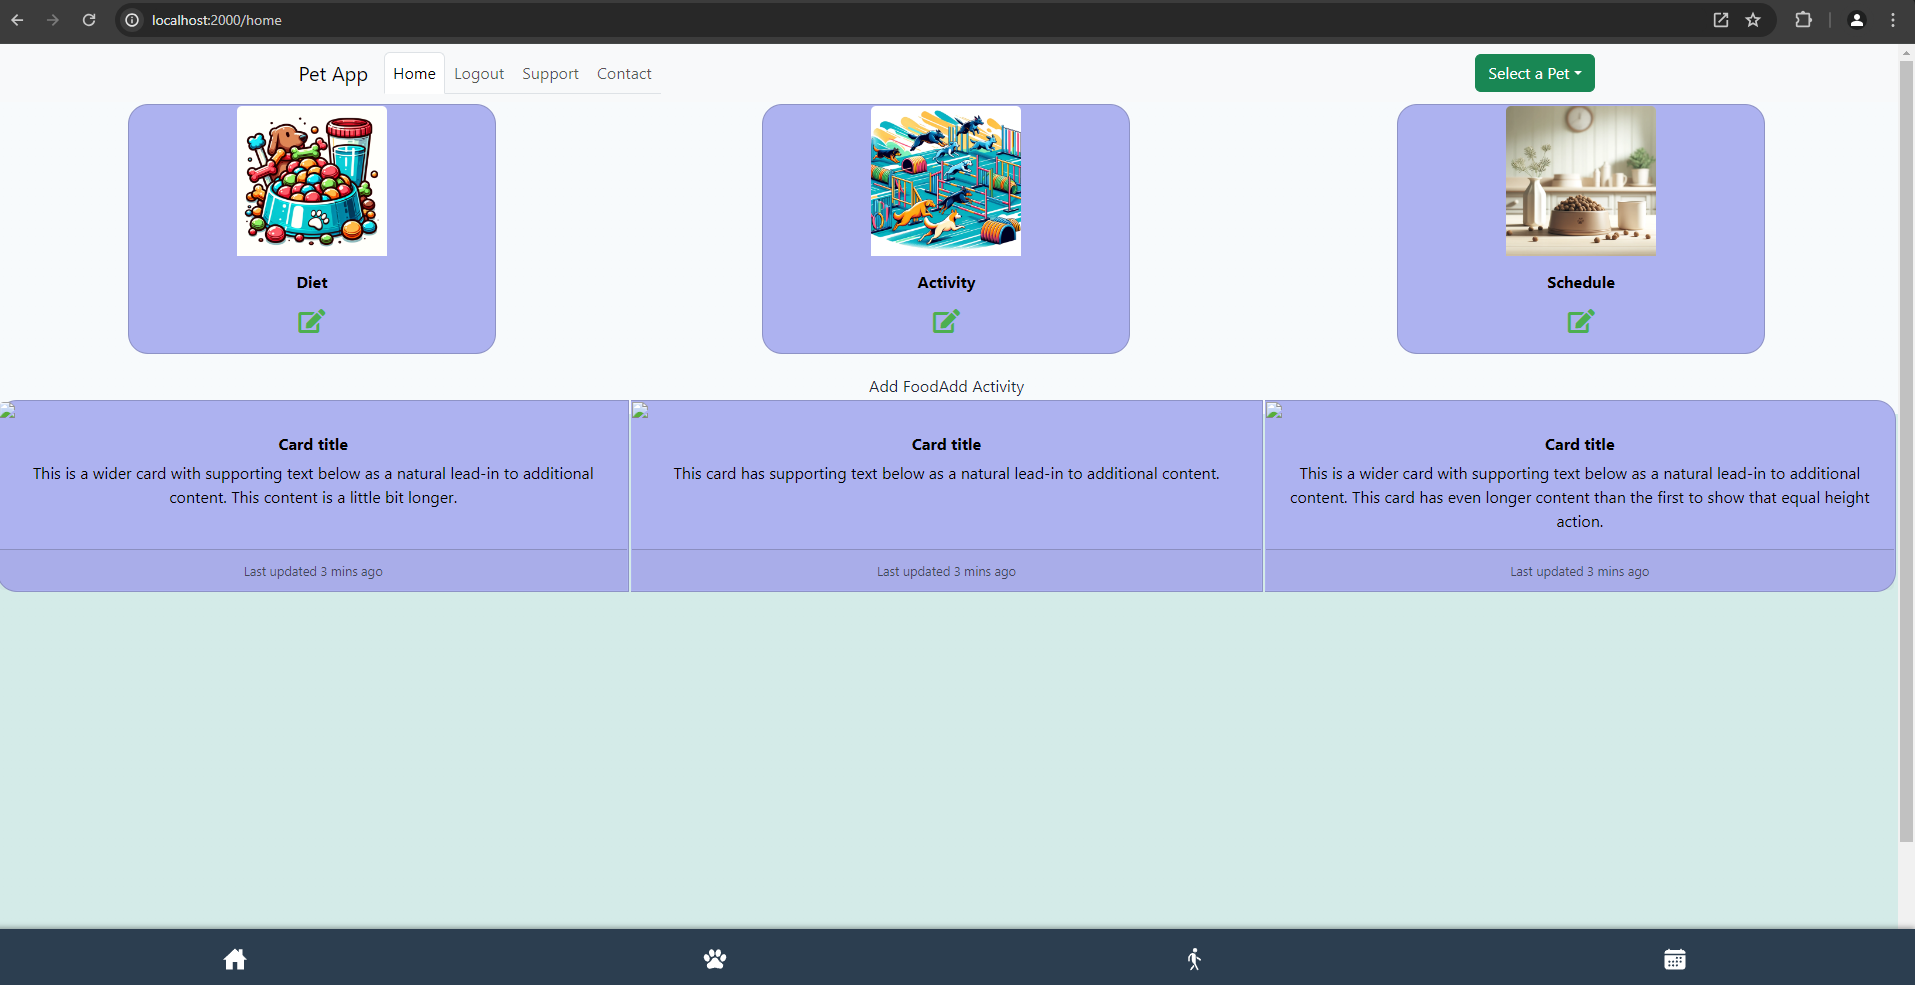 localhost:2000/home
Pet App Home Logout Support Contact Select a Pet
Diet Activity Schedule
Add FoodAdd Activity
Card title
This is a wider card with supporting text below as a natural lead-in to additional
content. This content is a little bit longer.
Last updated 3 mins ago
Card title
This card has supporting text below as a natural lead-in to additional content.
Last updated 3 mins ago
Card title
This is a wider card with supporting text below as a natural lead-in to additional
content. This card has even longer content than the first to show that equal height
action.
Last updated 3 mins ago